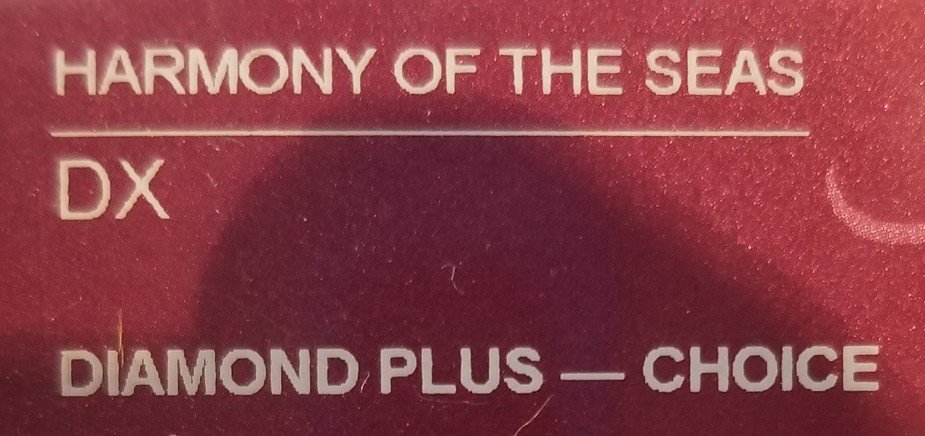 HARMONY OF THE SEAS
DX
DIAMOND PLUS — CHOICE